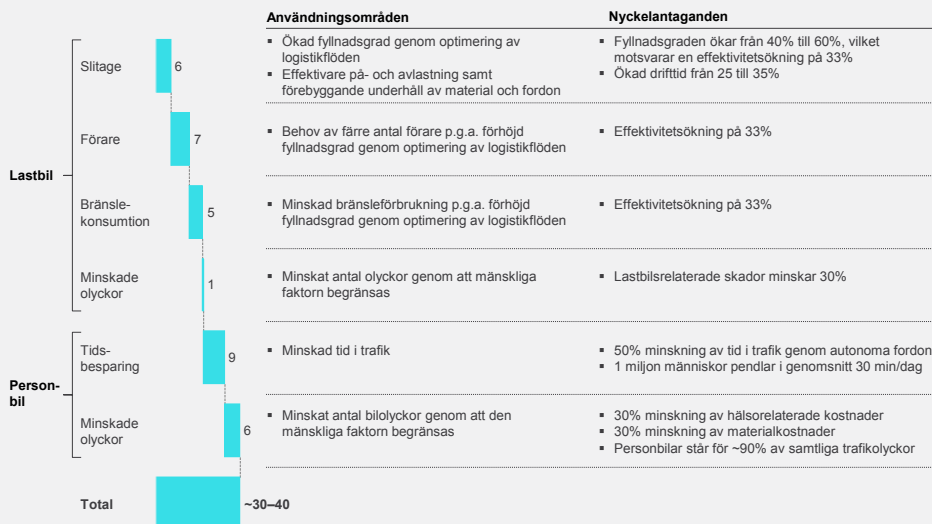 Användningsområden
Nyckelantaganden
Lastbil
Slitage
6
▪ Ökad fyllnadsgrad genom optimering av
logistikflöden
▪ Effektivare på- och avlastning samt
förebyggande underhåll av material och fordon
▪ Fyllnadsgraden ökar från 40% till 60%, vilket
motsvarar en effektivitetsökning på 33%
▪ Ökad drifttid från 25 till 35%
Förare
7
▪ Behov av färre antal förare p.g.a. förhöjd
fyllnadsgrad genom optimering av logistikflöden
▪ Effektivitetsökning på 33%
Bränsle-
konsumtion
5
▪ Minskad bränsleförbrukning p.g.a. förhöjd
fyllnadsgrad genom optimering av logistikflöden
▪ Effektivitetsökning på 33%
Minskade
olyckor
1
▪ Minskat antal olyckor genom att mänskliga
faktorn begränsas
▪ Lastbilsrelaterade skador minskar 30%
Person-
bil
Tids-
besparing
9
▪ Minskad tid i trafik
▪ 50% minskning av tid i trafik genom autonoma fordon
▪ 1 miljon människor pendlar i genomsnitt 30 min/dag
Minskade
olyckor
6
▪ Minskat antal bilolyckor genom att den
mänskliga faktorn begränsas
▪ 30% minskning av hälsorelaterade kostnader
▪ 30% minskning av materialkostnader
▪ Personbilar står för ~90% av samtliga trafikolyckor
Total
~30–40